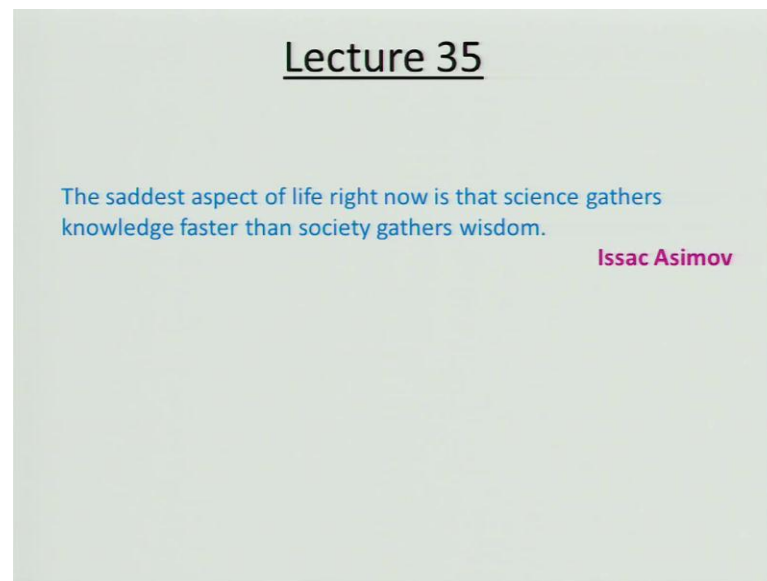 Lecture 35
The saddest aspect of life right now is that science gathers
knowledge faster than society gathers wisdom.
Issac Asimov